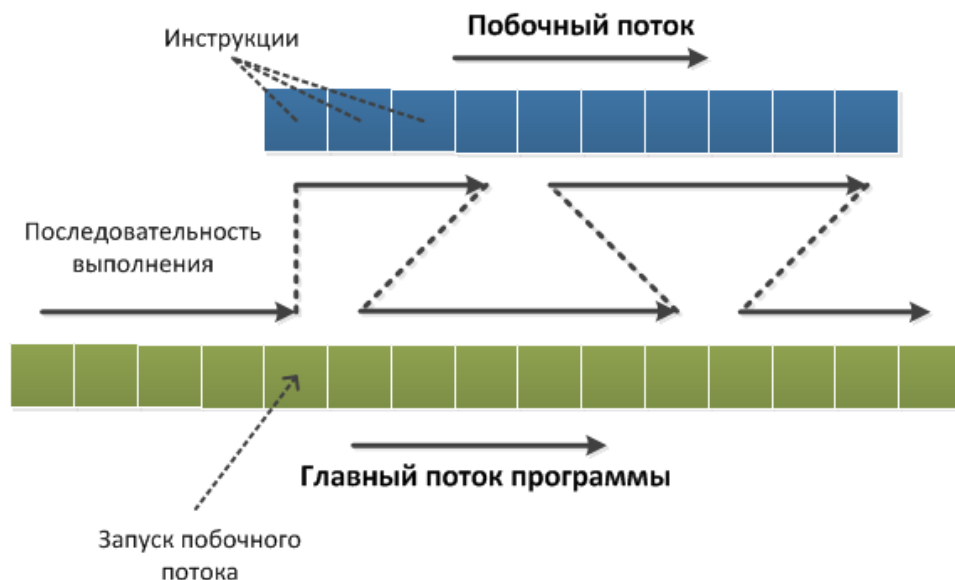 Побочный поток
Инструкции
Последовательность
выполнения
Главный поток программы
Запуск побочного
потока